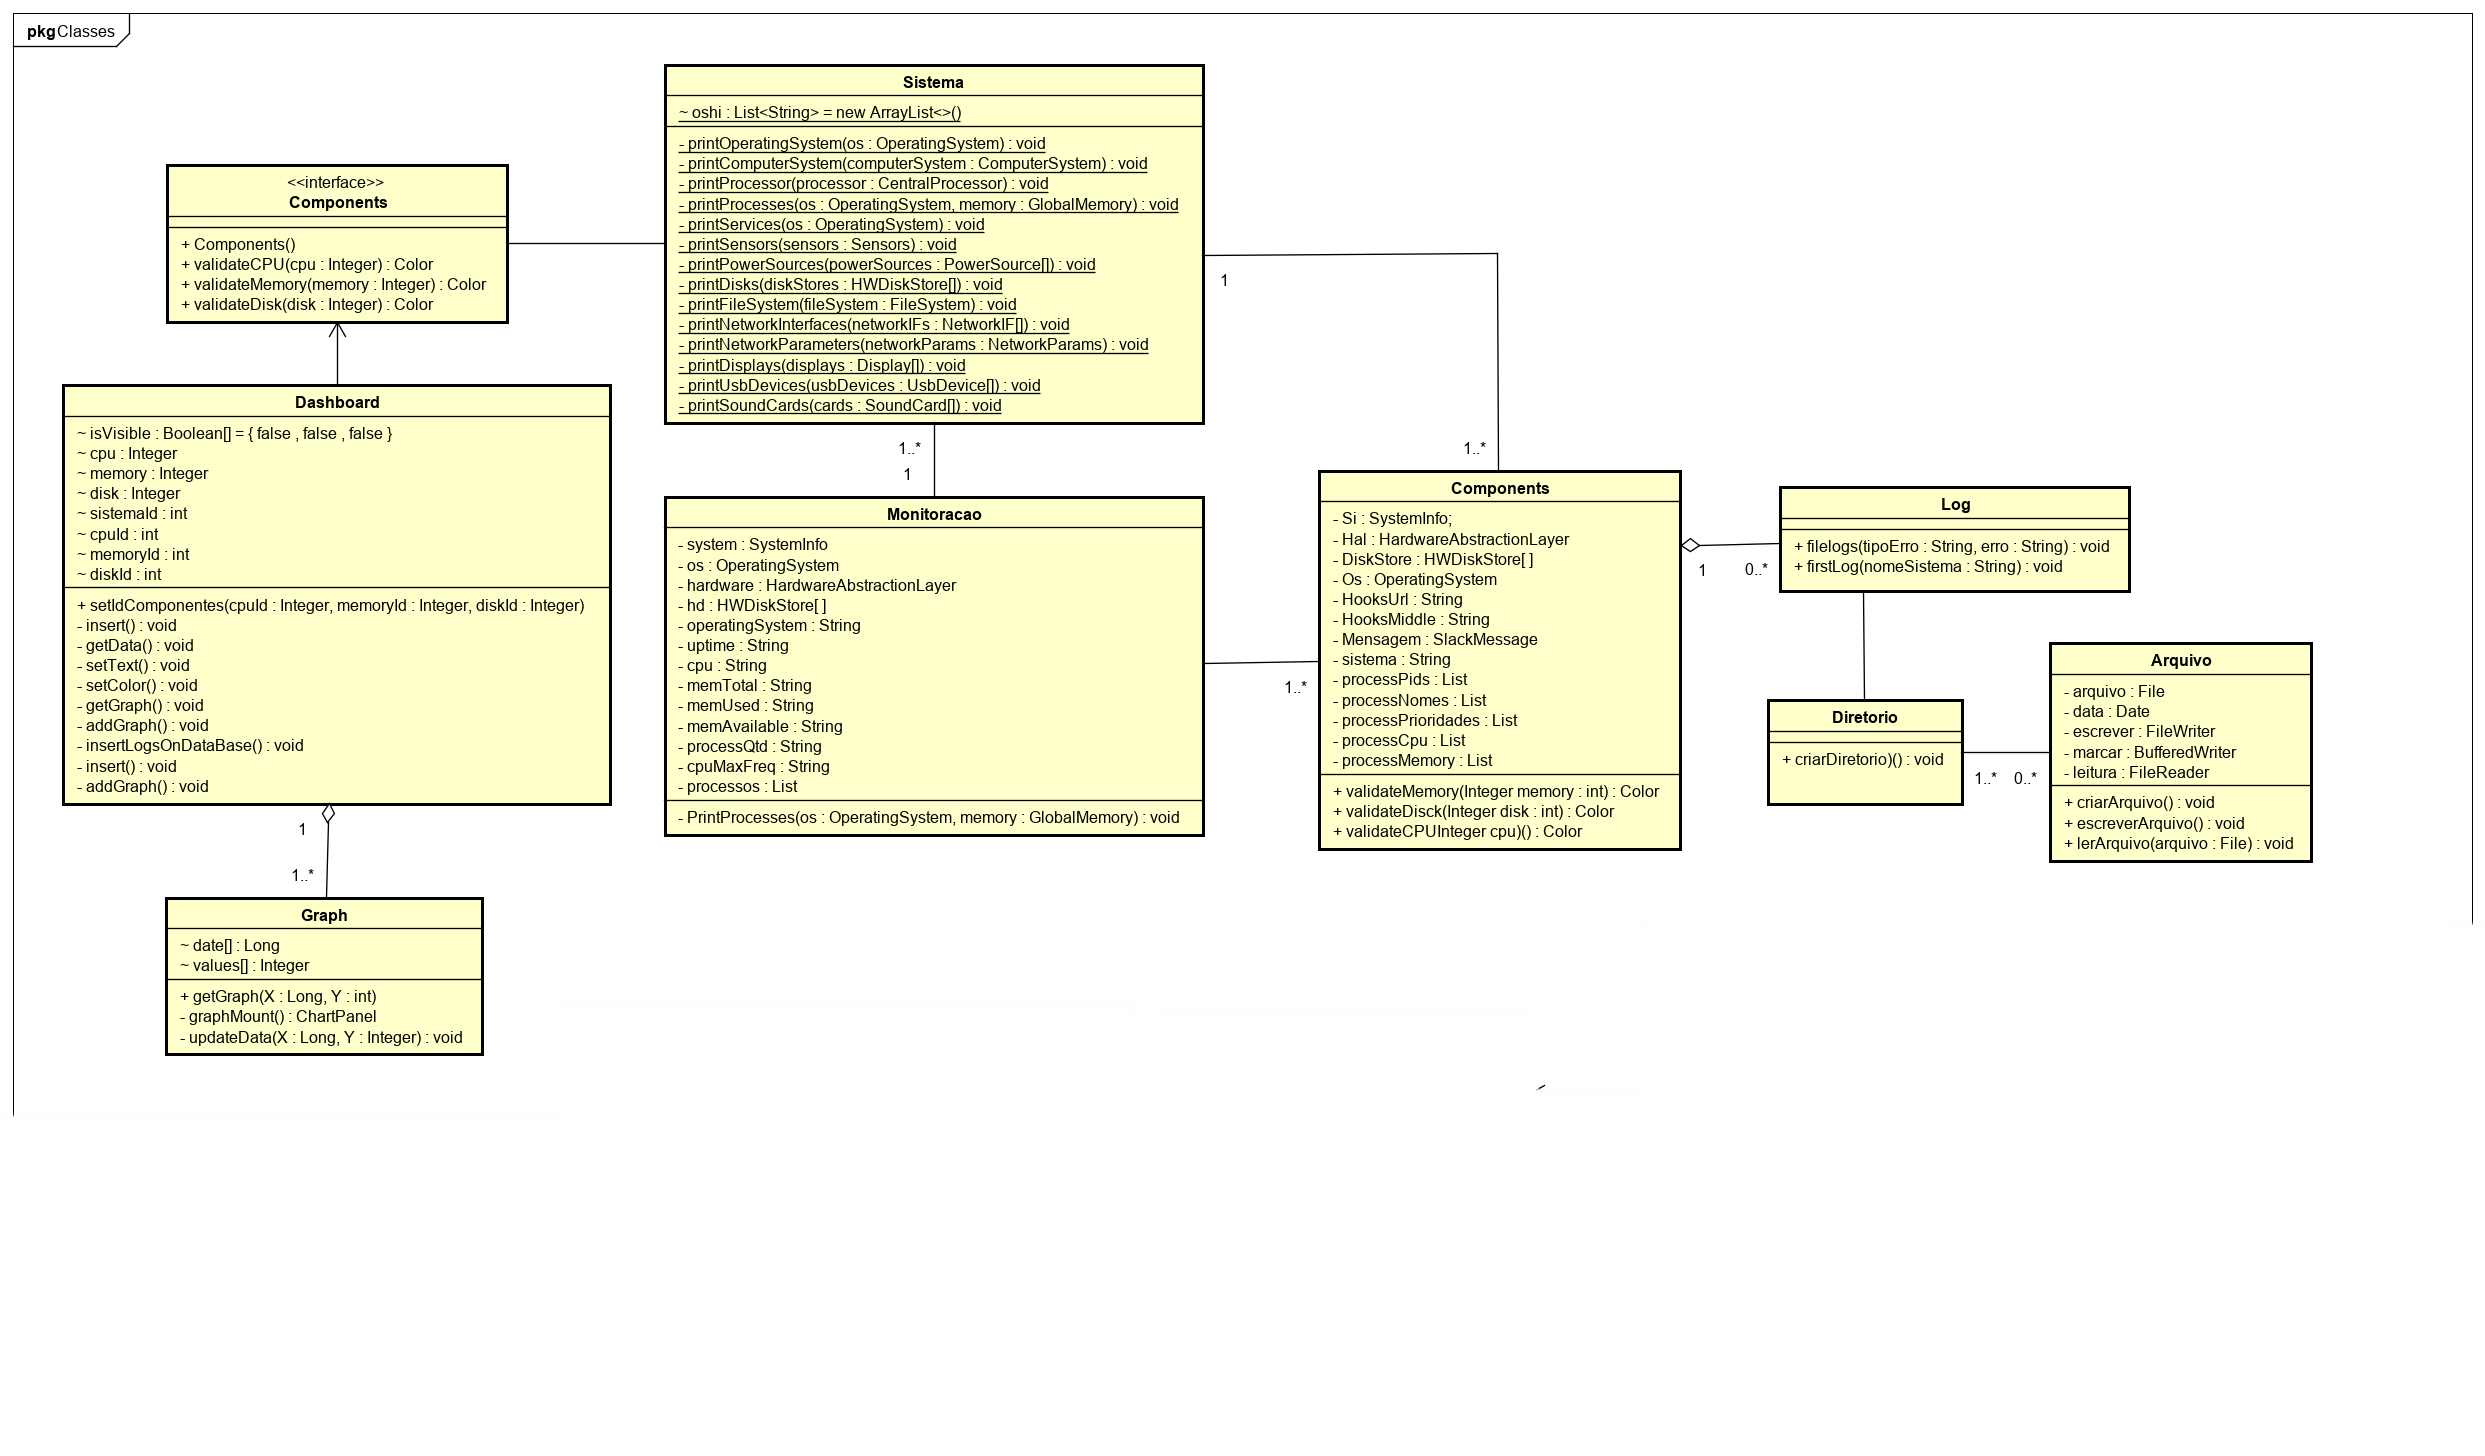 pkg Classes
Sistema
~ oshi : List<String> = new ArrayList<>()
- printOperatingSystem(os : OperatingSystem) : void
- printComputerSystem(computerSystem : ComputerSystem) : void
- printProcessor(processor : CentralProcessor) : void
- printProcesses(os : OperatingSystem, memory : GlobalMemory) : void
- printServices(os : OperatingSystem) : void
- printSensors(sensors : Sensors) : void
- printPowerSources(powerSources : PowerSource[]) : void
- printDisks(diskStores : HWDiskStore[]) : void
- printFileSystem(fileSystem : FileSystem) : void
- printNetworkInterfaces(networkIFs : NetworkIF[]) : void
- printNetworkParameters(networkParams : NetworkParams) : void
- printDisplays(displays : Display[]) : void
- printUsbDevices(usbDevices : UsbDevice[]) : void
- printSoundCards(cards : SoundCard[]) : void
<<interface>>
Components
+ Components()
+ validateCPU(cpu : Integer) : Color
+ validateMemory(memory : Integer) : Color
+ validateDisk(disk : Integer) : Color
1
1..*
1..*
1
Dashboard
~ isVisible : Boolean[] = { false , false , false }
~ cpu : Integer
~ memory : Integer
~ disk : Integer
~ sistemaId : int
~ cpuId : int
~ memoryId : int
~ diskId : int
+ setIdComponentes(cpuId : Integer, memoryId : Integer, diskId : Integer)
- insert() : void
- getData() : void
- setText() : void
- setColor() : void
- getGraph() : void
- addGraph() : void
- insertLogsOnDataBase() : void
- insert() : void
- addGraph() : void
Monitoracao
- system : SystemInfo
- os : OperatingSystem
- hardware : HardwareAbstractionLayer
- hd : HWDiskStore[ ]
- operatingSystem : String
- uptime : String
- cpu : String
- memTotal : String
- memUsed : String
- memAvailable : String
- processQtd : String
- cpuMaxFreq : String
- processos : List
- PrintProcesses(os : OperatingSystem, memory : GlobalMemory) : void
1..*
Components
- Si : SystemInfo;
- Hal : HardwareAbstractionLayer
- DiskStore : HWDiskStore[ ]
- Os : OperatingSystem
- HooksUrl : String
- HooksMiddle : String
- Mensagem : SlackMessage
- sistema : String
- processPids : List
- processNomes : List
- processPrioridades : List
- processCpu : List
- processMemory : List
+ validateMemory(Integer memory : int) : Color
+ validateDisck(Integer disk : int) : Color
+ validateCPUInteger cpu)() : Color
1
0..*
Log
+ filelogs(tipoErro : String, erro : String) : void
+ firstLog(nomeSistema : String) : void
Diretorio
+ criarDiretorio)() : void
1..*
0..*
Arquivo
- arquivo : File
- data : Date
- escrever : FileWriter
- marcar : BufferedWriter
- leitura : FileReader
+ criarArquivo() : void
+ escreverArquivo() : void
+ lerArquivo(arquivo : File) : void
1
1..*
Graph
~ date[] : Long
~ values[] : Integer
+ getGraph(X : Long, Y : int)
- graphMount() : ChartPanel
- updateData(X : Long, Y : Integer) : void